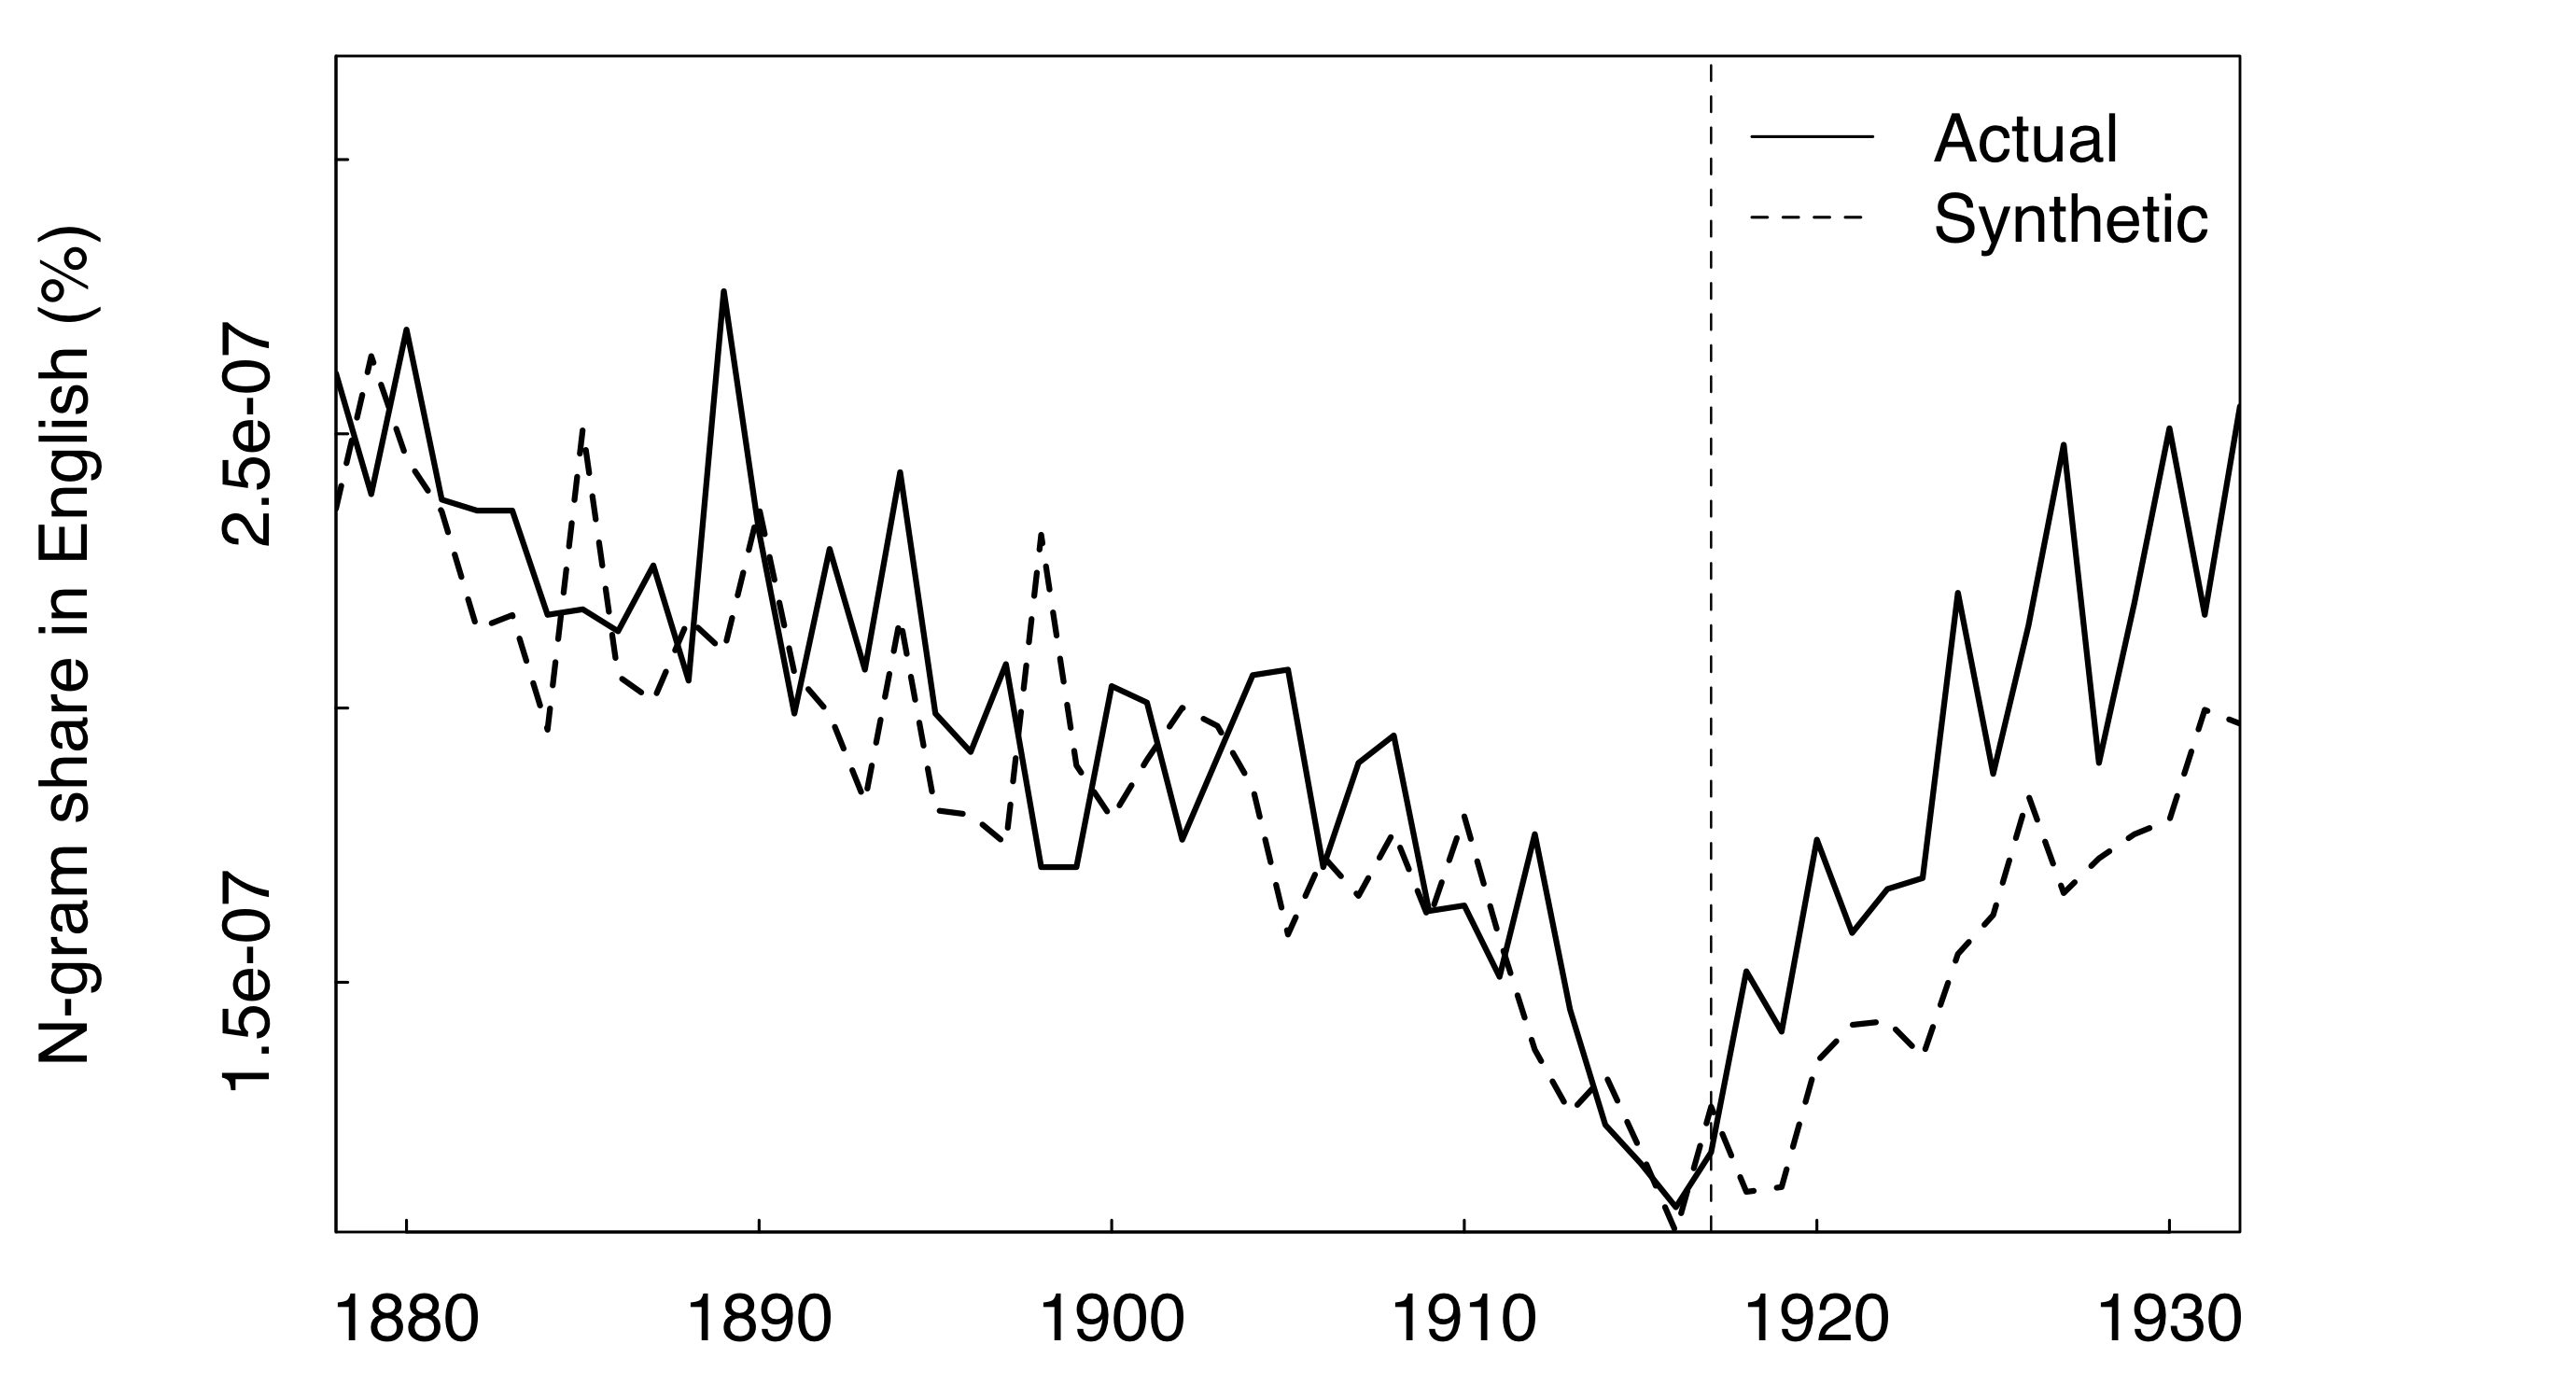 N-gram share in English (%)
2.5e-07
1.5e-07
Actual
Synthetic
1880 1890 1900 1910 1920 1930